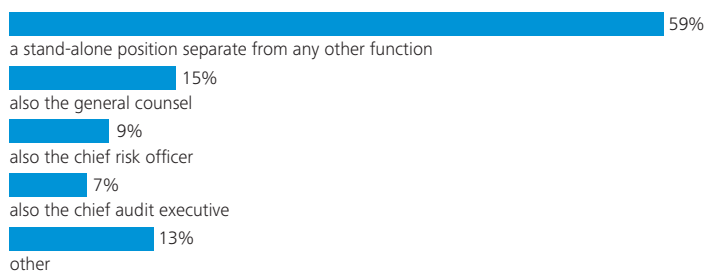 59%
a stand-alone position separate from any other function
15%
also the general counsel
9%
also the chief risk officer
7%
also the chief audit executive
13%
other